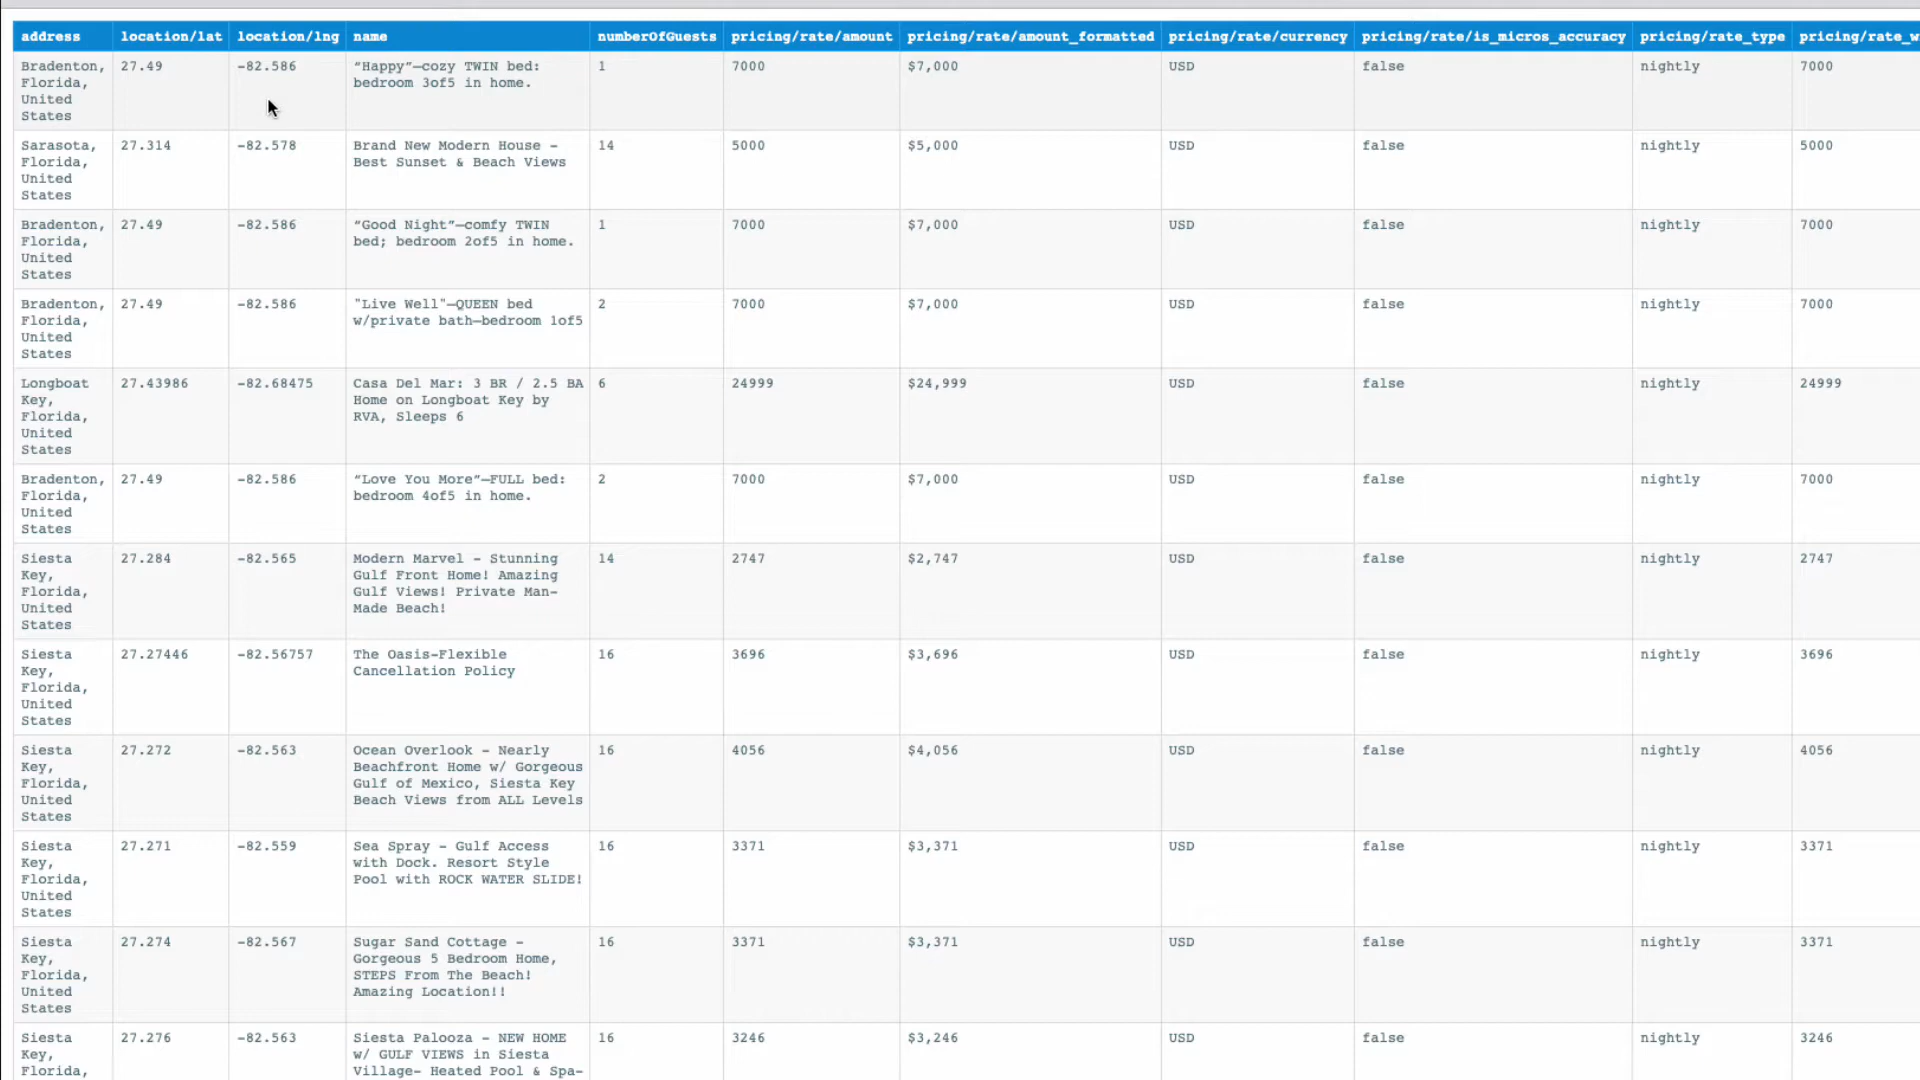 address location/lat location/lng name numberOfGuests pricing/rate/amount pricing/rate/amount_formatted pricing/rate/currency pricing/rate/is_micros_accuracy pricing/rate_type
Bradenton, 27.49 -82.586 “Happy”—cozy TWIN bed: 1 7000 $7,000 USD false nightly 7000
Florida, bedroom 3of5 in home.
United
States
Sarasota, 27.314 -82.578 Brand New Modern House - 14 5000 $5,000 USD false nightly 5000
Florida, Best Sunset & Beach Views
United
States
Bradenton, 27.49 -82.586 “Good Night”—comfy TWIN 1 7000 $7,000 USD false nightly 7000
Florida, bed; bedroom 2of5 in home.
United
States
Bradenton, 27.49 -82.586 "Live Well"—QUEEN bed 2 7000 $7,000 USD false nightly 7000
Florida, w/private bath—bedroom 1of5
United
States
Longboat 27.43986 -82.68475 Casa Del Mar: 3 BR / 2.5 BA 6 24999 $24,999 USD false nightly 24999
Key, Home on Longboat Key by
Florida, RVA, Sleeps 6
United
States
Bradenton, 27.49 -82.586 “Love You More”—FULL bed: 2 7000 $7,000 USD false nightly 7000
Florida, bedroom 4of5 in home.
United
States
Siesta 27.284 -82.565 Modern Marvel - Stunning 14 2747 $2,747 USD false nightly 2747
Key, Gulf Front Home! Amazing
Florida, Gulf Views! Private Man-
United Made Beach!
States
Siesta 27.27446 -82.56757 The Oasis-Flexible 16 3696 $3,696 USD false nightly 3696
Key, Cancellation Policy
Florida,
United
States
Siesta 27.272 -82.563 Ocean Overlook - Nearly 16 4056 $4,056 USD false nightly 4056
Key, Beachfront Home w/ Gorgeous
Florida, Gulf of Mexico, Siesta Key
United Beach Views from ALL Levels
States
Siesta 27.271 -82.559 Sea Spray - Gulf Access 16 3371 $3,371 USD false nightly 3371
Key, with Dock. Resort Style
Florida, Pool with ROCK WATER SLIDE!
United
States
Siesta 27.274 -82.567 Sugar Sand Cottage - 16 3371 $3,371 USD false nightly 3371
Key, Gorgeous 5 Bedroom Home,
Florida, STEPS From The Beach!
United Amazing Location!!
States
Siesta 27.276 -82.563 Siesta Palooza - NEW HOME 16 3246 $3,246 USD false nightly 3246
Key, w/ GULF VIEWS in Siesta
Florida, Village- Heated Pool & Spa-